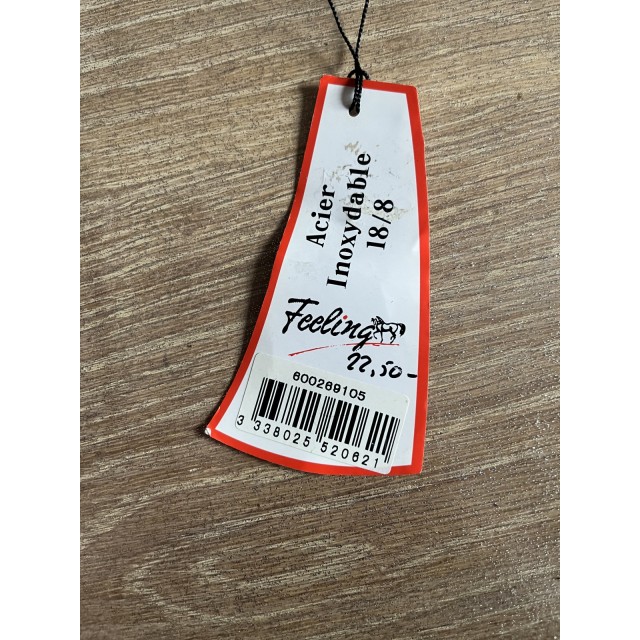 Acier
Inoxydable
18/8
Feeling
22,50-
600269105
3 338025 520621